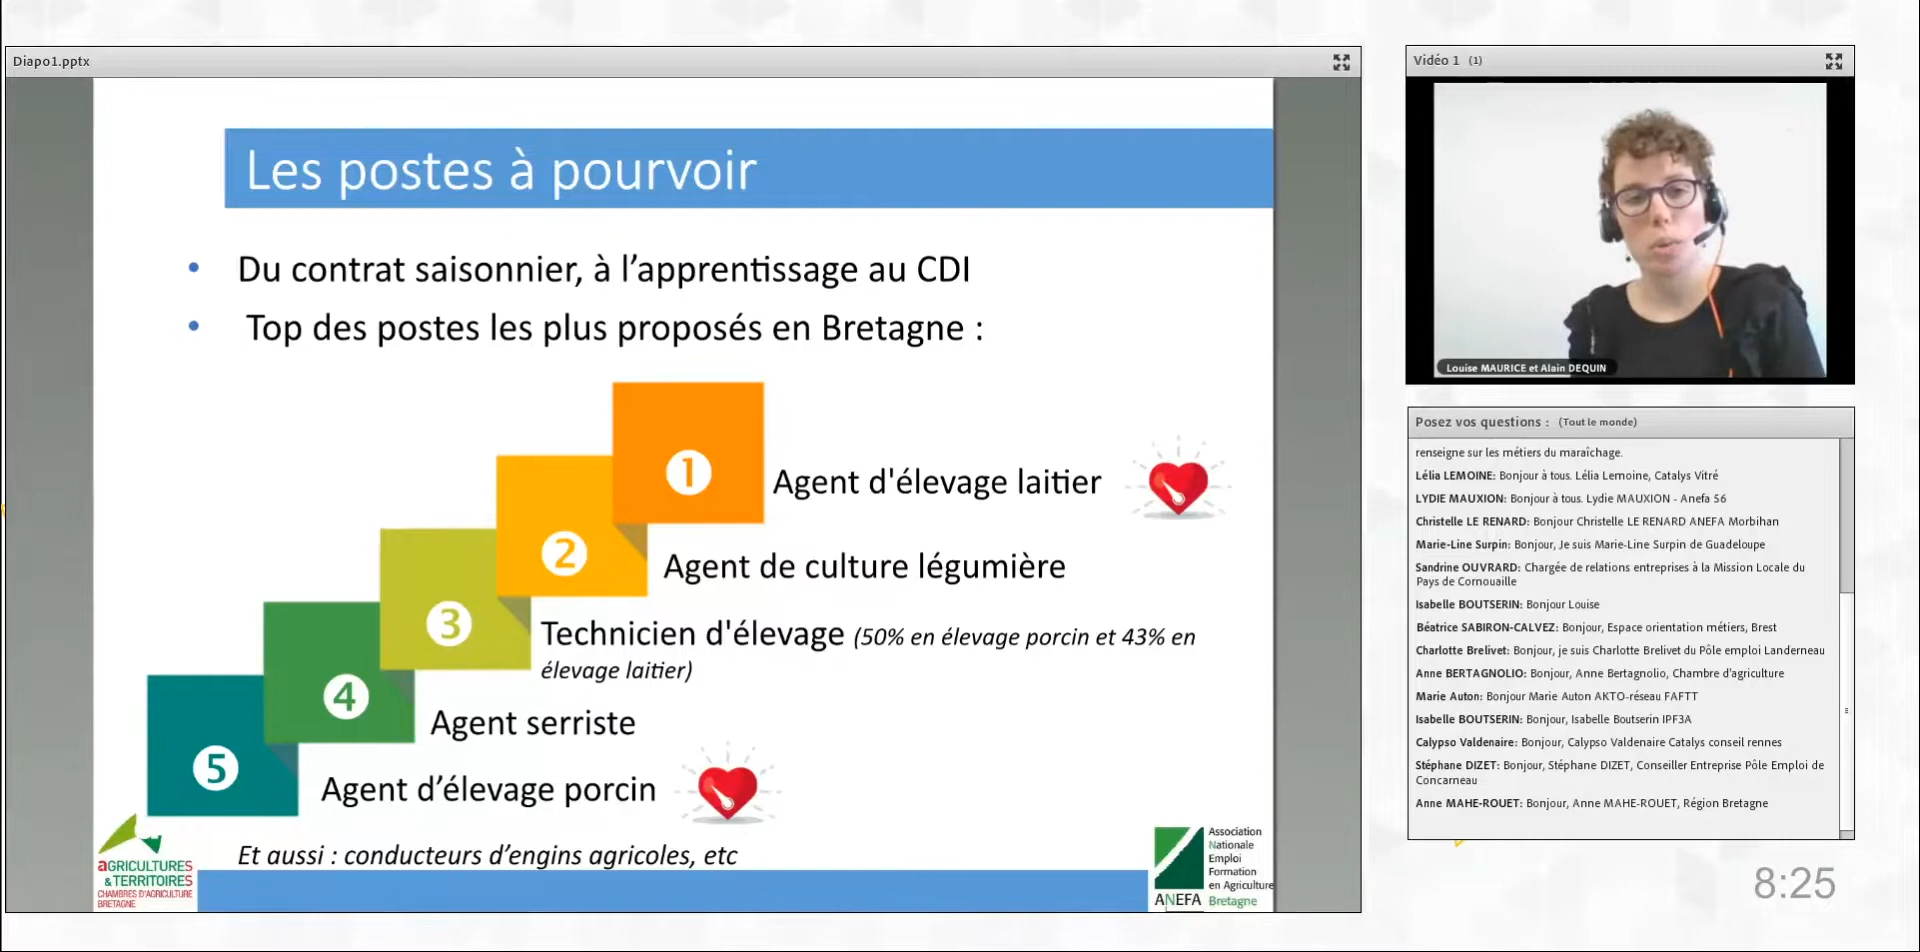 Diapo1.pptx
Les postes à pourvoir
• Du contrat saisonnier, à l’apprentissage au CDI
• Top des postes les plus proposés en Bretagne :
1
Agent d'élevage laitier
2
Agent de culture légumière
3
Technicien d'élevage (50% en élevage porcin et 43% en
élevage laitier)
4
Agent serriste
5
Agent d’élevage porcin
Et aussi : conducteurs d’engins agricoles, etc
aGRICULTURES
&TERRITOIRES
CHAMBRES D'AGRICULTURE
BRETAGNE
Association
Nationale
Emploi
Formation
en Agriculture
ANEFA Bretagne
Vidéo 1 (1)
Louise MAURICE et Alain DEQUIN
Posez vos questions : (Tout le monde)
renseigne sur les métiers du maraîchage.
Lélia LEMOINE: Bonjour à tous. Lélia Lemoine, Catalys Vitré
LYDIE MAUXION: Bonjour à tous. Lydie MAUXION - Anefa 56
Christelle LE RENARD: Bonjour Christelle LE RENARD ANEFA Morbihan
Marie-Line Surpin: Bonjour, Je suis Marie-Line Surpin de Guadeloupe
Sandrine OUVRARD: Chargée de relations entreprises à la Mission Locale du
Pays de Cornouaille
Isabelle BOUTSERIN: Bonjour Louise
Béatrice SABIRON-CALVEZ: Bonjour, Espace orientation métiers, Brest
Charlotte Brelivet: Bonjour, je suis Charlotte Brelivet du Pôle emploi Landerneau
Anne BERTAGNOLIO: Bonjour, Anne Bertagnolio, Chambre d'agriculture
Marie Auton: Bonjour Marie Auton AKTO-réseau FAFTT
Isabelle BOUTSERIN: Bonjour, Isabelle Boutserin IPF3A
Calypso Valdenaire: Bonjour, Calypso Valdenaire Catalys conseil rennes
Stéphane DIZET: Bonjour, Stéphane DIZET, Conseiller Entreprise Pôle Emploi de
Concarneau
Anne MAHE-ROUET: Bonjour, Anne MAHE-ROUET, Région Bretagne
8:25